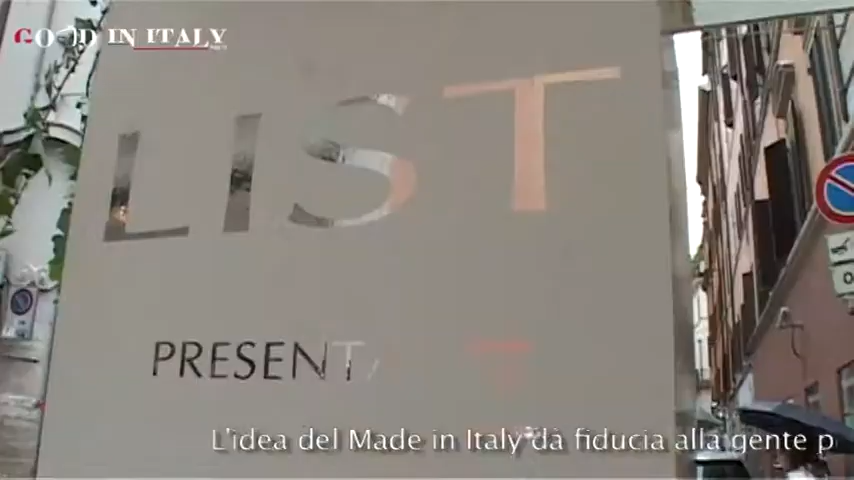 GOOD IN ITALY
LIST
PRESENT
L'idea del Made in Italy dà fiducia alla gente p